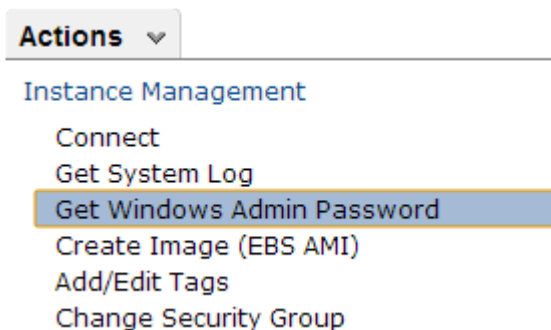 Actions
Instance Management
Connect
Get System Log
Get Windows Admin Password
Create Image (EBS AMI)
Add/Edit Tags
Change Security Group